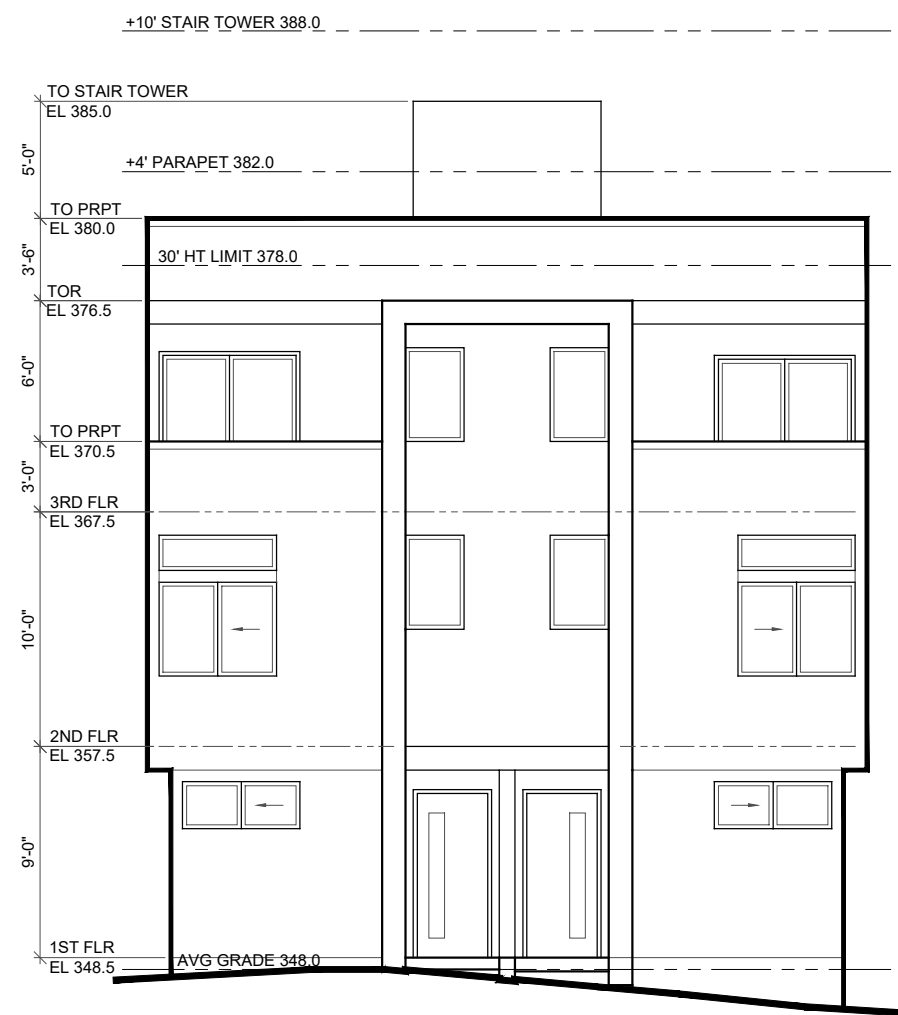 +10' STAIR TOWER 388.0
TO STAIR TOWER
EL 385.0
5'-0"
+4' PARAPET 382.0
TO PRPT
EL 380.0
3'-6"
30' HT LIMIT 378.0
TOR
EL 376.5
6'-0"
TO PRPT
EL 370.5
3'-0"
3RD FLR
EL 367.5
10'-0"
2ND FLR
EL 357.5
9'-0"
1ST FLR
EL 348.5
AVG GRADE 348.0